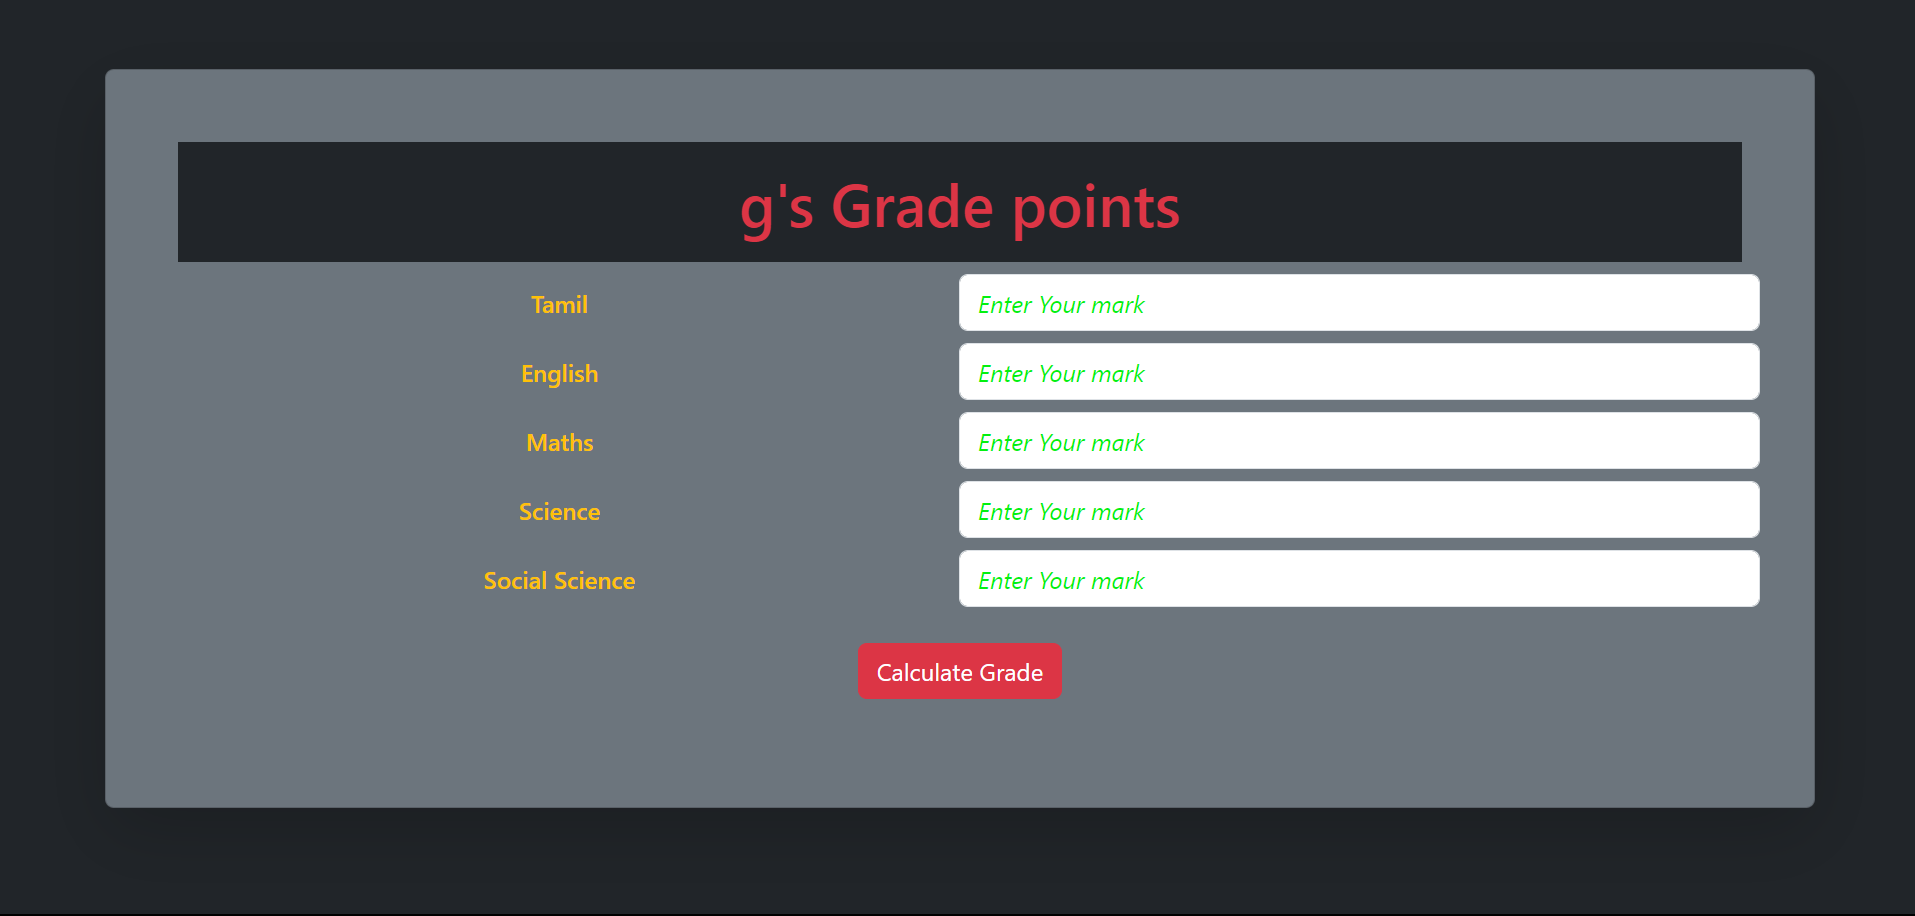 g's Grade points
Tamil Enter Your mark
English Enter Your mark
Maths Enter Your mark
Science Enter Your mark
Social Science Enter Your mark
Calculate Grade